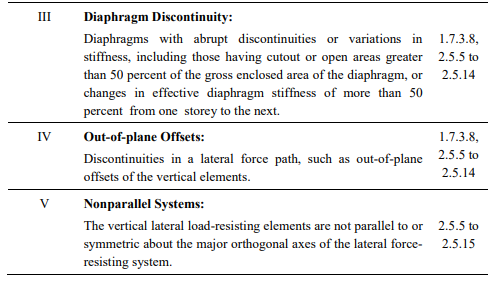 III Diaphragm Discontinuity:
Diaphragms with abrupt discontinuities or variations in 1.7.3.8,
stiffness, including those having cutout or open areas greater 2.5.5 to
than 50 percent of the gross enclosed area of the diaphragm, or 2.5.14
changes in effective diaphragm stiffness of more than 50
percent from one storey to the next.
IV Out-of-plane Offsets: 1.7.3.8,
Discontinuities in a lateral force path, such as out-of-plane 2.5.5 to
offsets of the vertical elements. 2.5.14
V Nonparallel Systems:
The vertical lateral load-resisting elements are not parallel to or 2.5.5 to
symmetric about the major orthogonal axes of the lateral force- 2.5.15
resisting system.